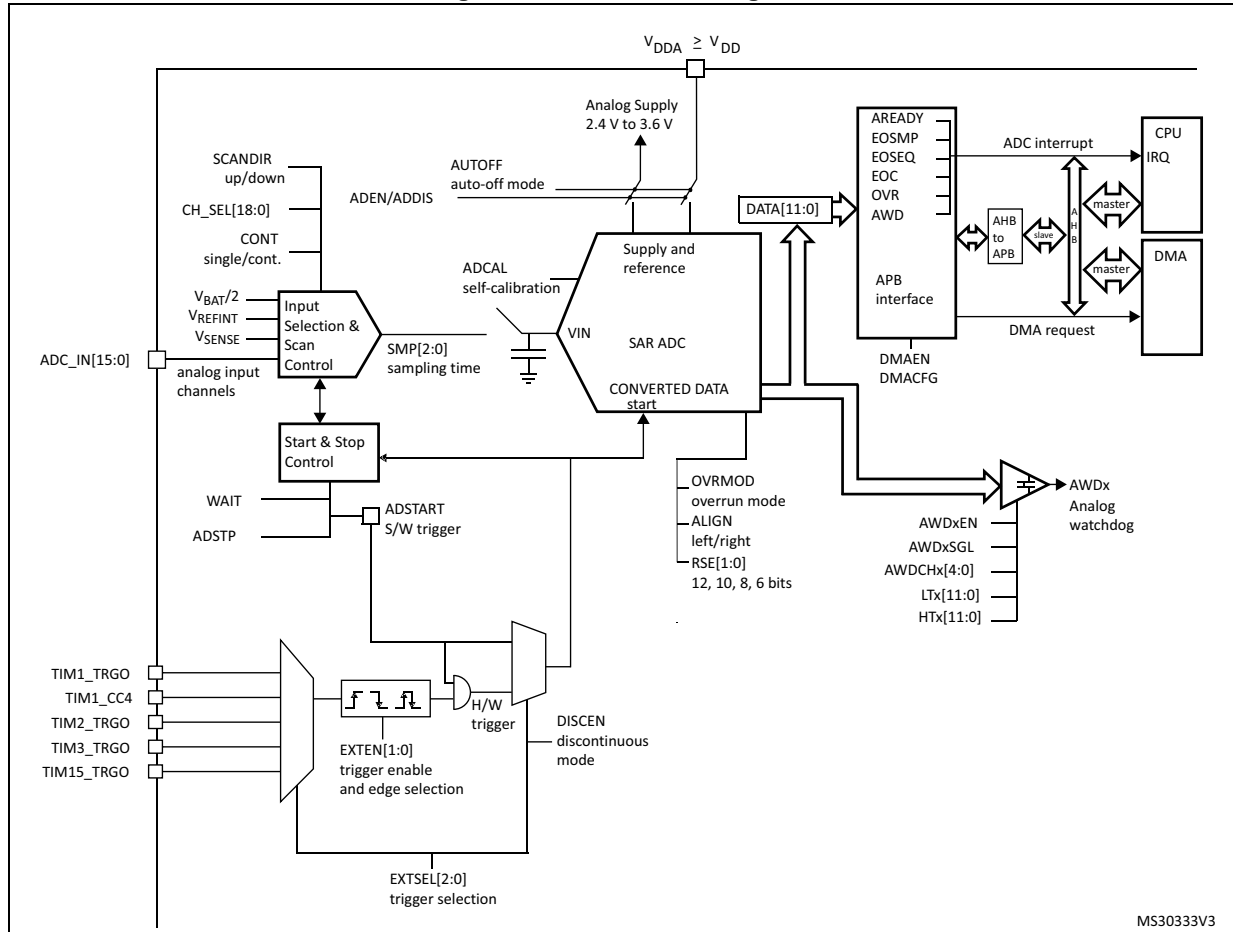 V_DDA ≥ V_DD
Analog Supply
2.4 V to 3.6 V
SCANDIR
up/down
CH_SEL[18:0]
CONT
single/cont.
AUTOFF
auto-off mode
ADEN/ADDIS
AREADY
EOSMP
EOSEQ
EOC
OVR
AWD
APB
interface
ADC interrupt
CPU
IRQ
DATA[11:0]
AHB
to
APB
slave
A
H
B
master
master
DMA
DMA request
DMAEN
DMACFG
Supply and
reference
ADCAL
self-calibration
V_BAT/2
V_REFINT
V_SENSE
Input
Selection &
Scan
Control
ADC_IN[15:0]
analog input
channels
SMP[2:0]
sampling time
VIN
SAR ADC
CONVERTED DATA
start
Start & Stop
Control
WAIT
ADSTP
ADSTART
S/W trigger
OVRMOD
overrun mode
ALIGN
left/right
RSE[1:0]
12, 10, 8, 6 bits
AWDx
Analog
watchdog
AWDxEN
AWDxSGL
AWDCHx[4:0]
LTx[11:0]
HTx[11:0]
TIM1_TRGO
TIM1_CC4
TIM2_TRGO
TIM3_TRGO
TIM15_TRGO
EXTEN[1:0]
trigger enable
and edge selection
H/W
trigger
DISCEN
discontinuous
mode
EXTSEL[2:0]
trigger selection
MS30333V3